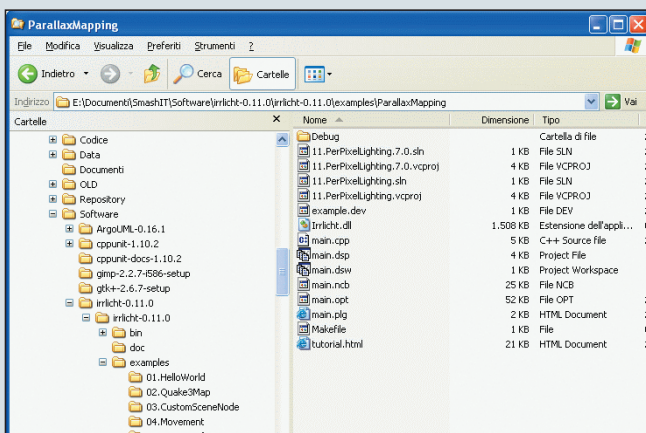 ParallaxMapping
File Modifica Visualizza Preferiti Strumenti ?
Indietro Cerca Cartelle
Indirizzo E:\Documenti\SmashIT\Software\irrlicht-0.11.0\irrlicht-0.11.0\examples\ParallaxMapping Vai
Cartelle
Codice
Data
Documenti
OLD
Repository
Software
ArgoUML-0.16.1
cppunit-1.10.2
cppunit-docs-1.10.2
gimp-2.2.7-i586-setup
gtk+-2.6.7-setup
irrlicht-0.11.0
irrlicht-0.11.0
bin
doc
examples
01.HelloWorld
02.Quake3Map
03.CustomSceneNode
04.Movement
Nome Dimensione Tipo
Debug Cartella di file
11.PerPixelLighting.7.0.sln 1 KB File SLN
11.PerPixelLighting.7.0.vcproj 4 KB File VCPROJ
11.PerPixelLighting.sln 1 KB File SLN
11.PerPixelLighting.vcproj 4 KB File VCPROJ
example.dev 1 KB File DEV
Irrlicht.dll 1.508 KB Estensione dell'appli...
main.cpp 5 KB C++ Source file
main.dsp 4 KB Project File
main.dsw 1 KB Project Workspace
main.ncb 25 KB File NCB
main.opt 52 KB File OPT
main.plg 2 KB HTML Document
Makefile 1 KB File
tutorial.html 21 KB HTML Document